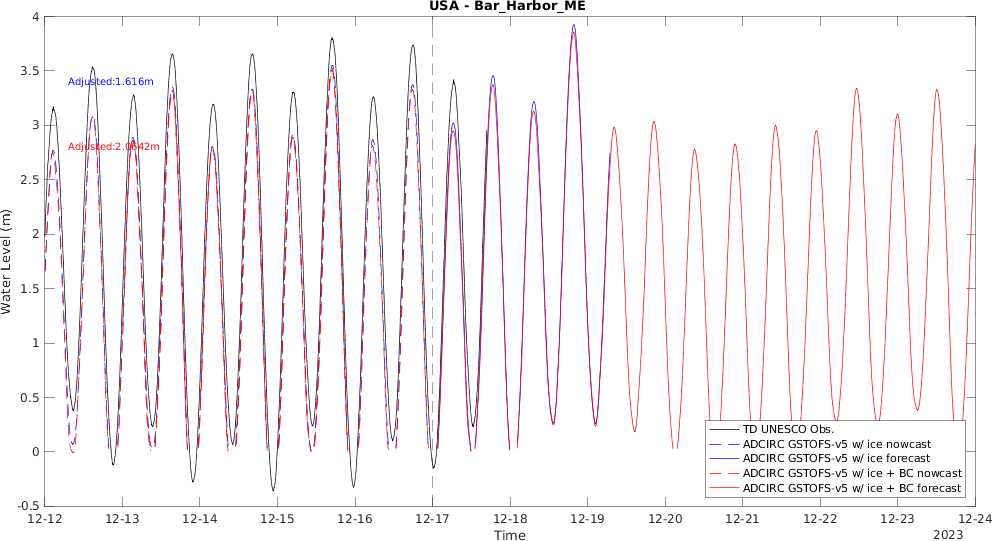 USA - Bar_Harbor_ME
4
3.5
3
2.5
2
1.5
1
0.5
0
-0.5
Water Level (m)
Adjusted:1.616m
Adjusted:2.0642m
TD UNESCO Obs.
ADCIRC GSTOFS-v5 w/ ice nowcast
ADCIRC GSTOFS-v5 w/ ice forecast
ADCIRC GSTOFS-v5 w/ ice + BC nowcast
ADCIRC GSTOFS-v5 w/ ice + BC forecast
12-12 12-13 12-14 12-15 12-16 12-17 12-18 12-19 12-20 12-21 12-22 12-23 12-24
Time
2023